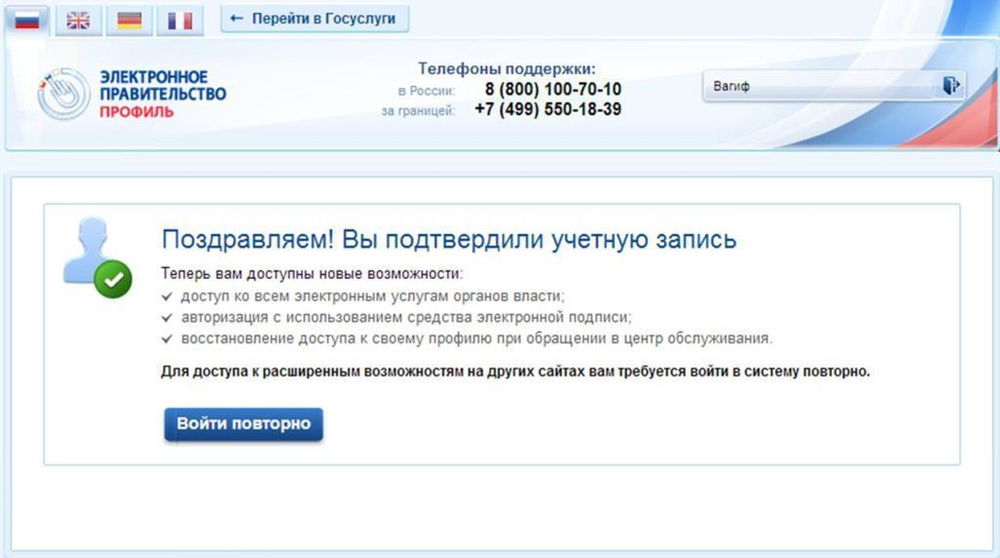 ← Перейти в Госуслуги
ЭЛЕКТРОННОЕ
ПРАВИТЕЛЬСТВО
ПРОФИЛЬ
Телефоны поддержки:
в России: 8 (800) 100-70-10
за границей: +7 (499) 550-18-39
Вагиф
Поздравляем! Вы подтвердили учетную запись
Теперь вам доступны новые возможности:
доступ ко всем электронным услугам органов власти;
авторизация с использованием средства электронной подписи;
восстановление доступа к своему профилю при обращении в центр обслуживания.
Для доступа к расширенным возможностям на других сайтах вам требуется войти в систему повторно.
Войти повторно